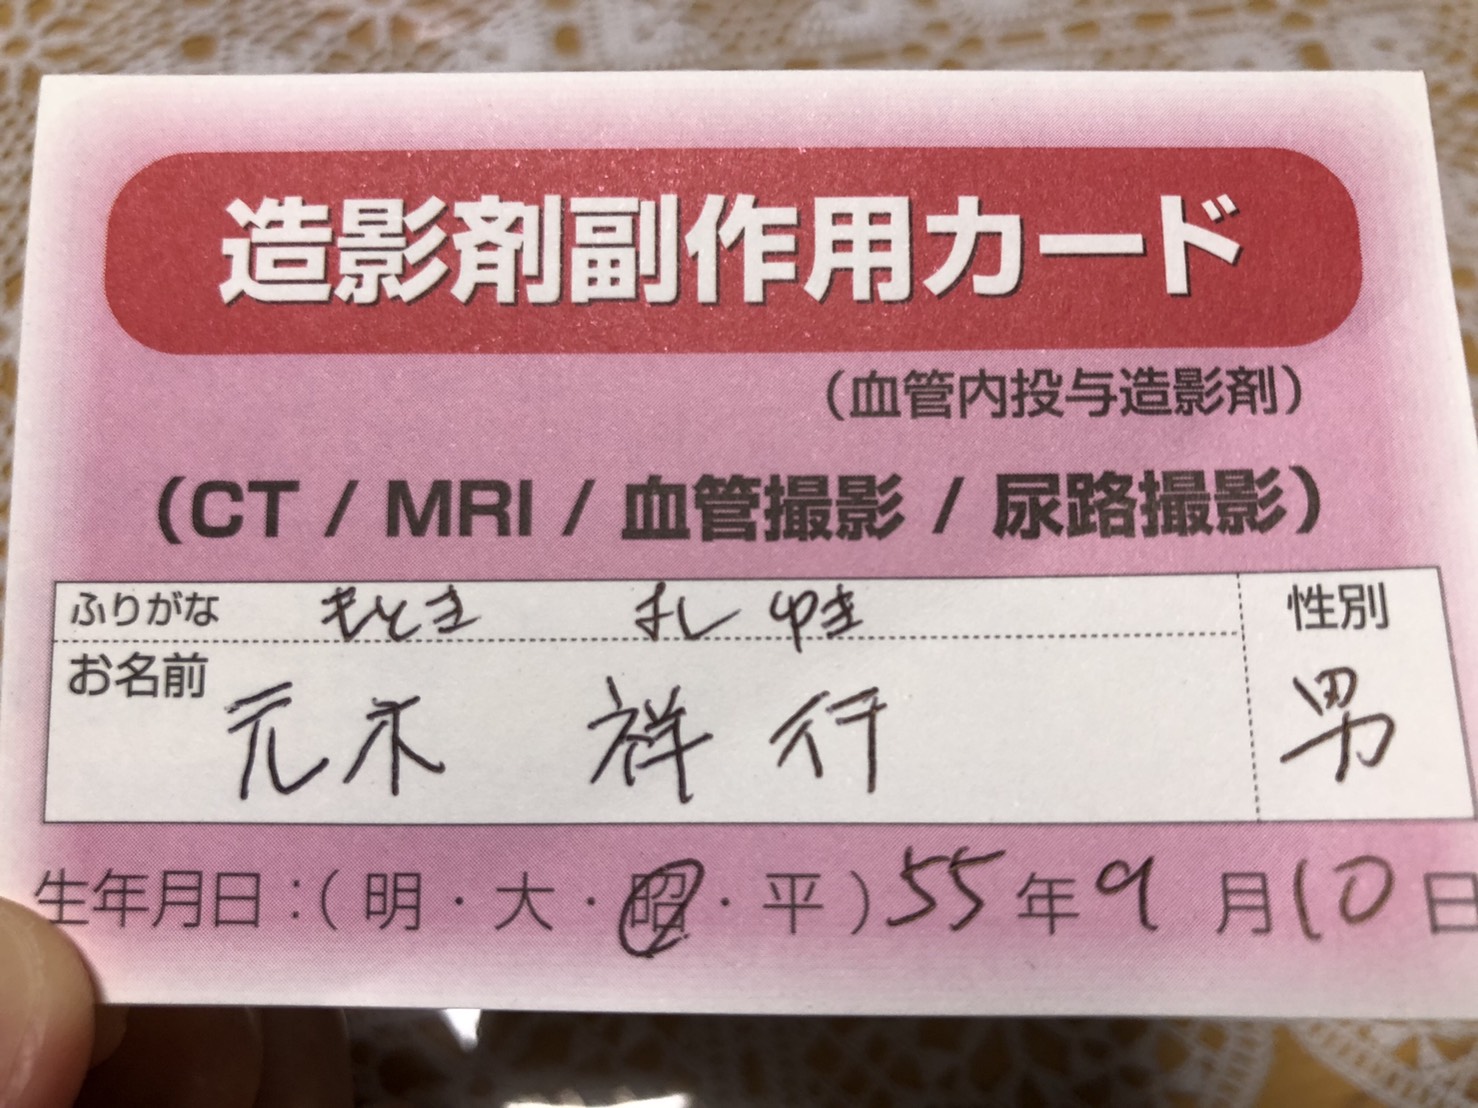 造影剤副作用カード
（血管内投与造影剤）
（CT / MRI / 血管撮影 / 尿路撮影）
ふりがな もとき よしゆき 性別
お名前 元木 祥行 男
生年月日：（ 明・大・昭・平 ）55年 9月10日